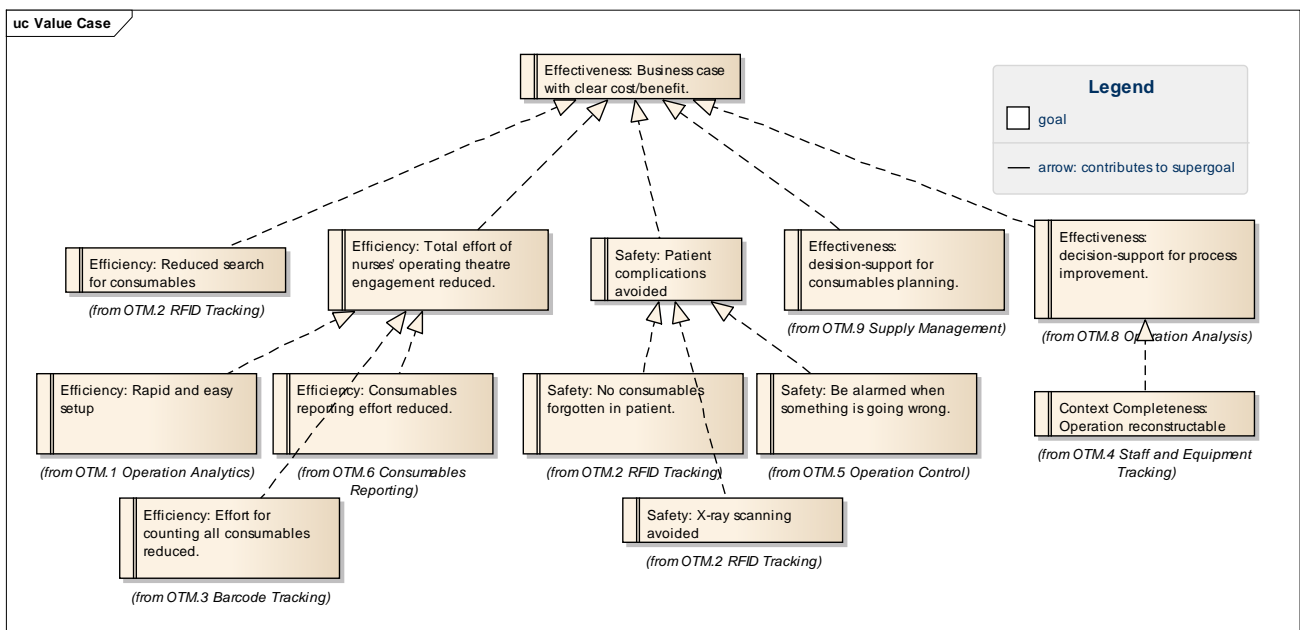 uc Value Case
Effectiveness: Business case
with clear cost/benefit.
Legend
goal
arrow: contributes to supergoal
Efficiency: Reduced search
for consumables
(from OTM.2 RFID Tracking)
Efficiency: Total effort of
nurses' operating theatre
engagement reduced.
Safety: Patient
complications
avoided
Effectiveness:
desision-support for
consumables planning.
(from OTM.9 Supply Management)
Effectiveness:
decision-support for process
improvement.
(from OTM.8 Operation Analysis)
Efficiency: Rapid and easy
setup
(from OTM.1 Operation Analytics)
Efficiency: Consumables
reporting effort reduced.
(from OTM.6 Consumables
Reporting)
Safety: No consumables
forgotten in patient.
(from OTM.2 RFID Tracking)
Safety: Be alarmed when
something is going wrong.
(from OTM.5 Operation Control)
Context Completeness:
Operation reconstructable
(from OTM.4 Staff and Equipment
Tracking)
Efficiency: Effort for
counting all consumables
reduced.
(from OTM.3 Barcode Tracking)
Safety: X-ray scanning
avoided
(from OTM.2 RFID Tracking)